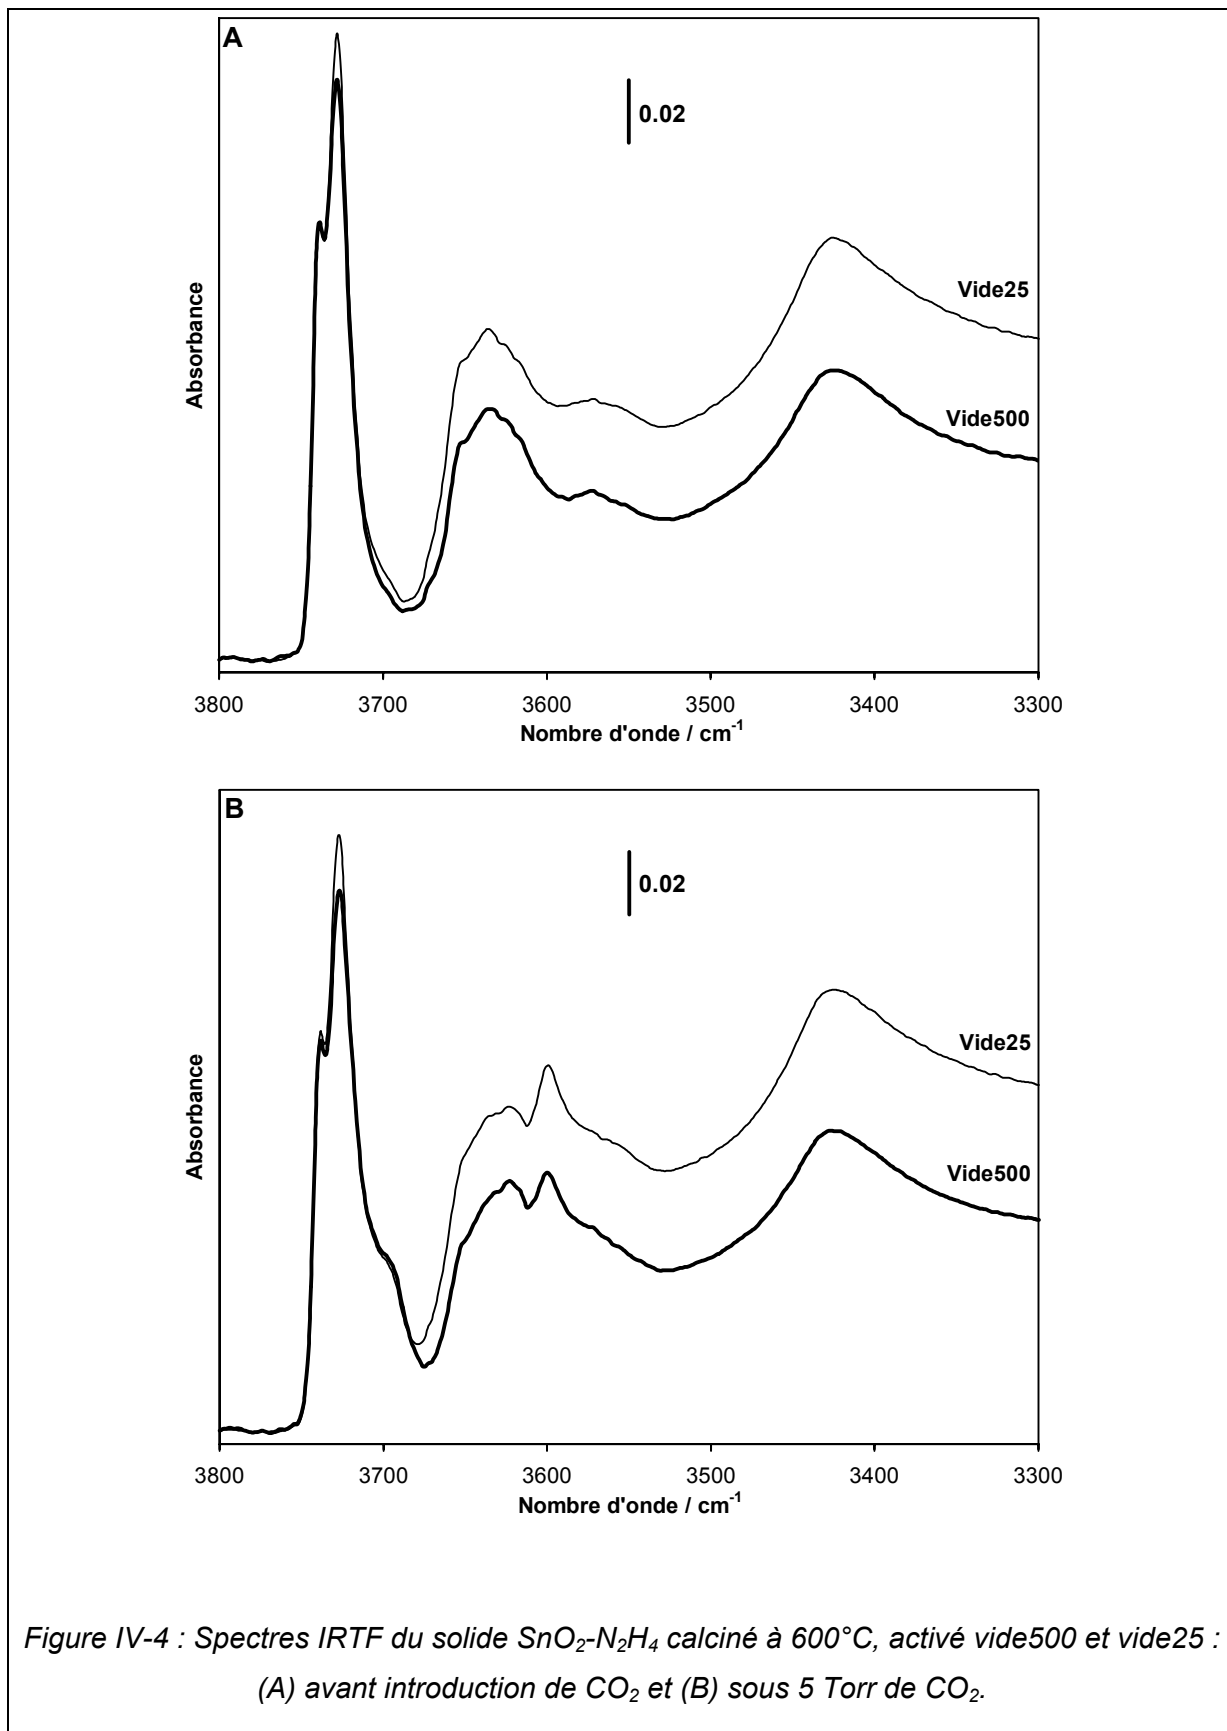 A
0.02
Vide25
Vide500
Absorbance
3800 3700 3600 3500 3400 3300
Nombre d'onde / cm⁻¹
B
0.02
Vide25
Vide500
Absorbance
3800 3700 3600 3500 3400 3300
Nombre d'onde / cm⁻¹
Figure IV-4 : Spectres IRTF du solide SnO₂-N₂H₄ calciné à 600°C, activé vide500 et vide25 :
(A) avant introduction de CO₂ et (B) sous 5 Torr de CO₂.